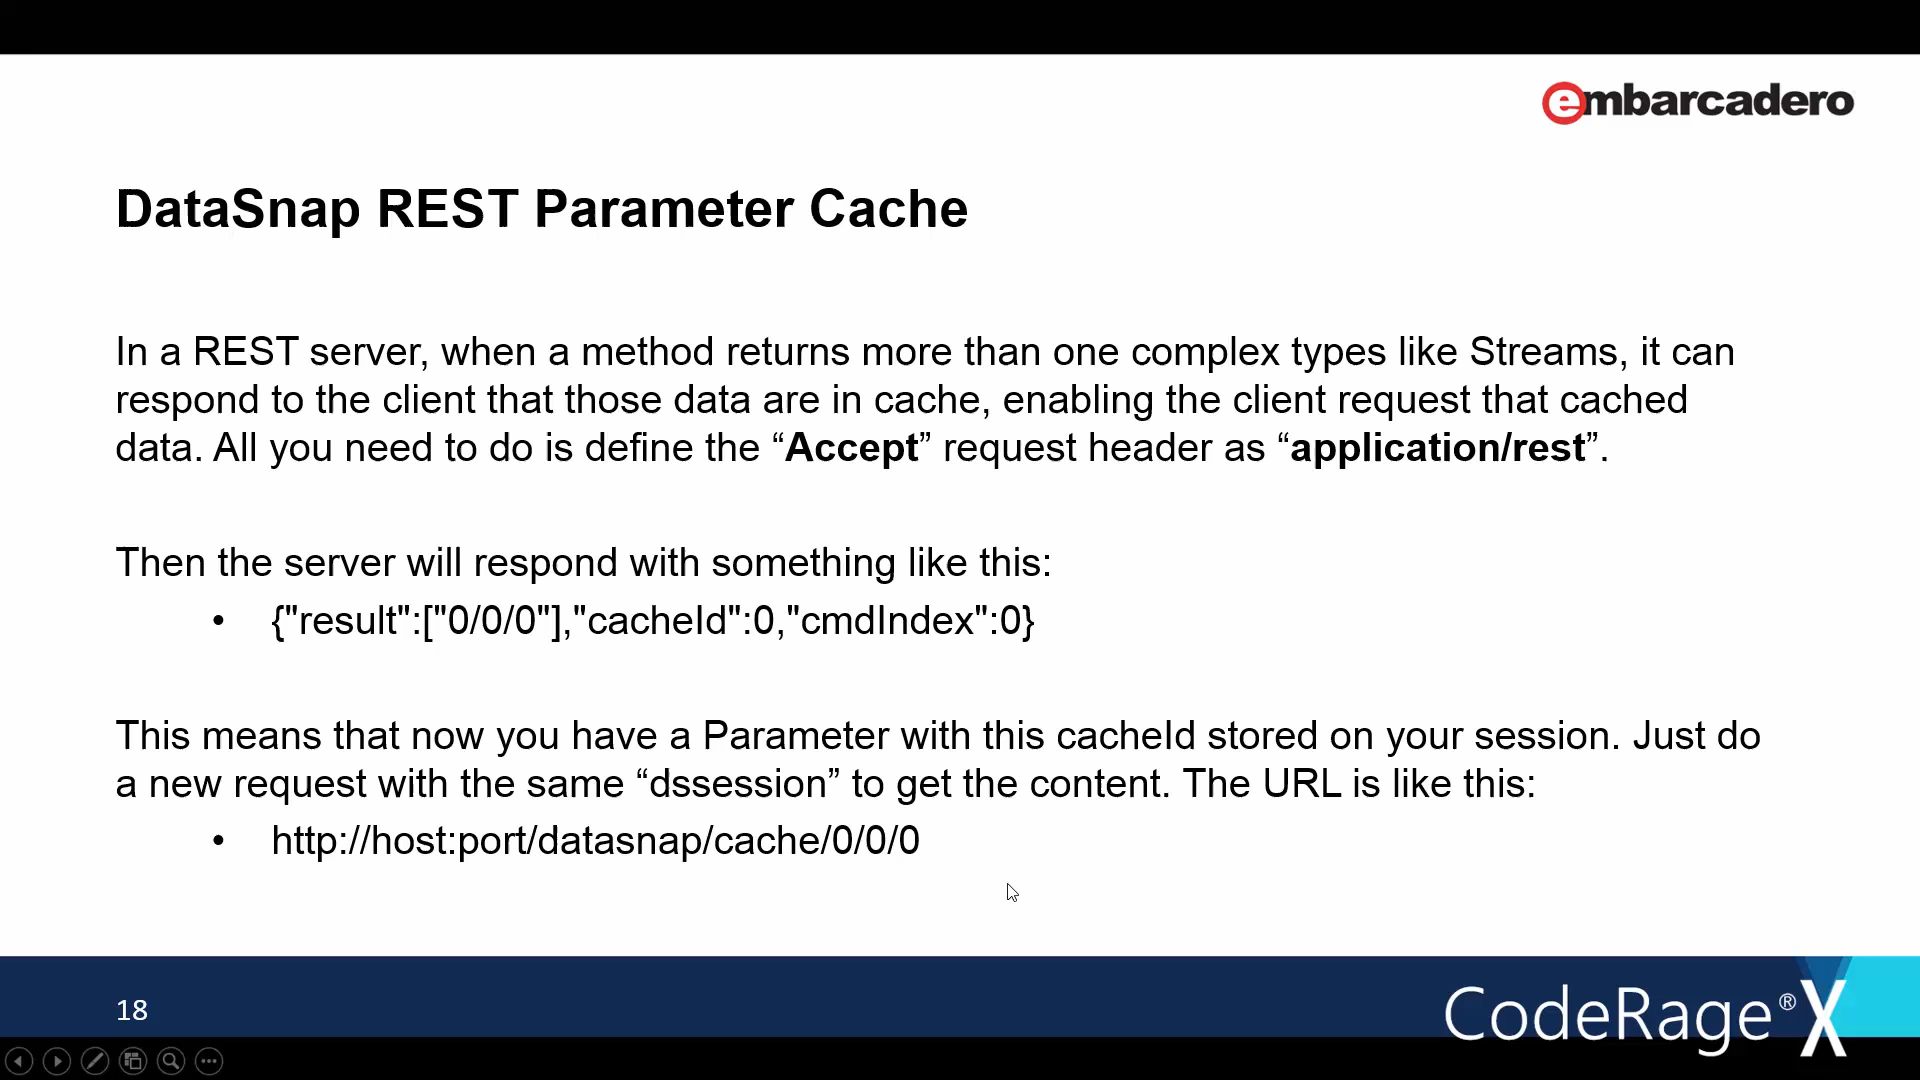 embarcadero
DataSnap REST Parameter Cache
In a REST server, when a method returns more than one complex types like Streams, it can
respond to the client that those data are in cache, enabling the client request that cached
data. All you need to do is define the “Accept” request header as “application/rest”.
Then the server will respond with something like this:
• {"result":["0/0/0"],"cacheId":0,"cmdIndex":0}
This means that now you have a Parameter with this cacheId stored on your session. Just do
a new request with the same “dssession” to get the content. The URL is like this:
• http://host:port/datasnap/cache/0/0/0
18
CodeRage® X